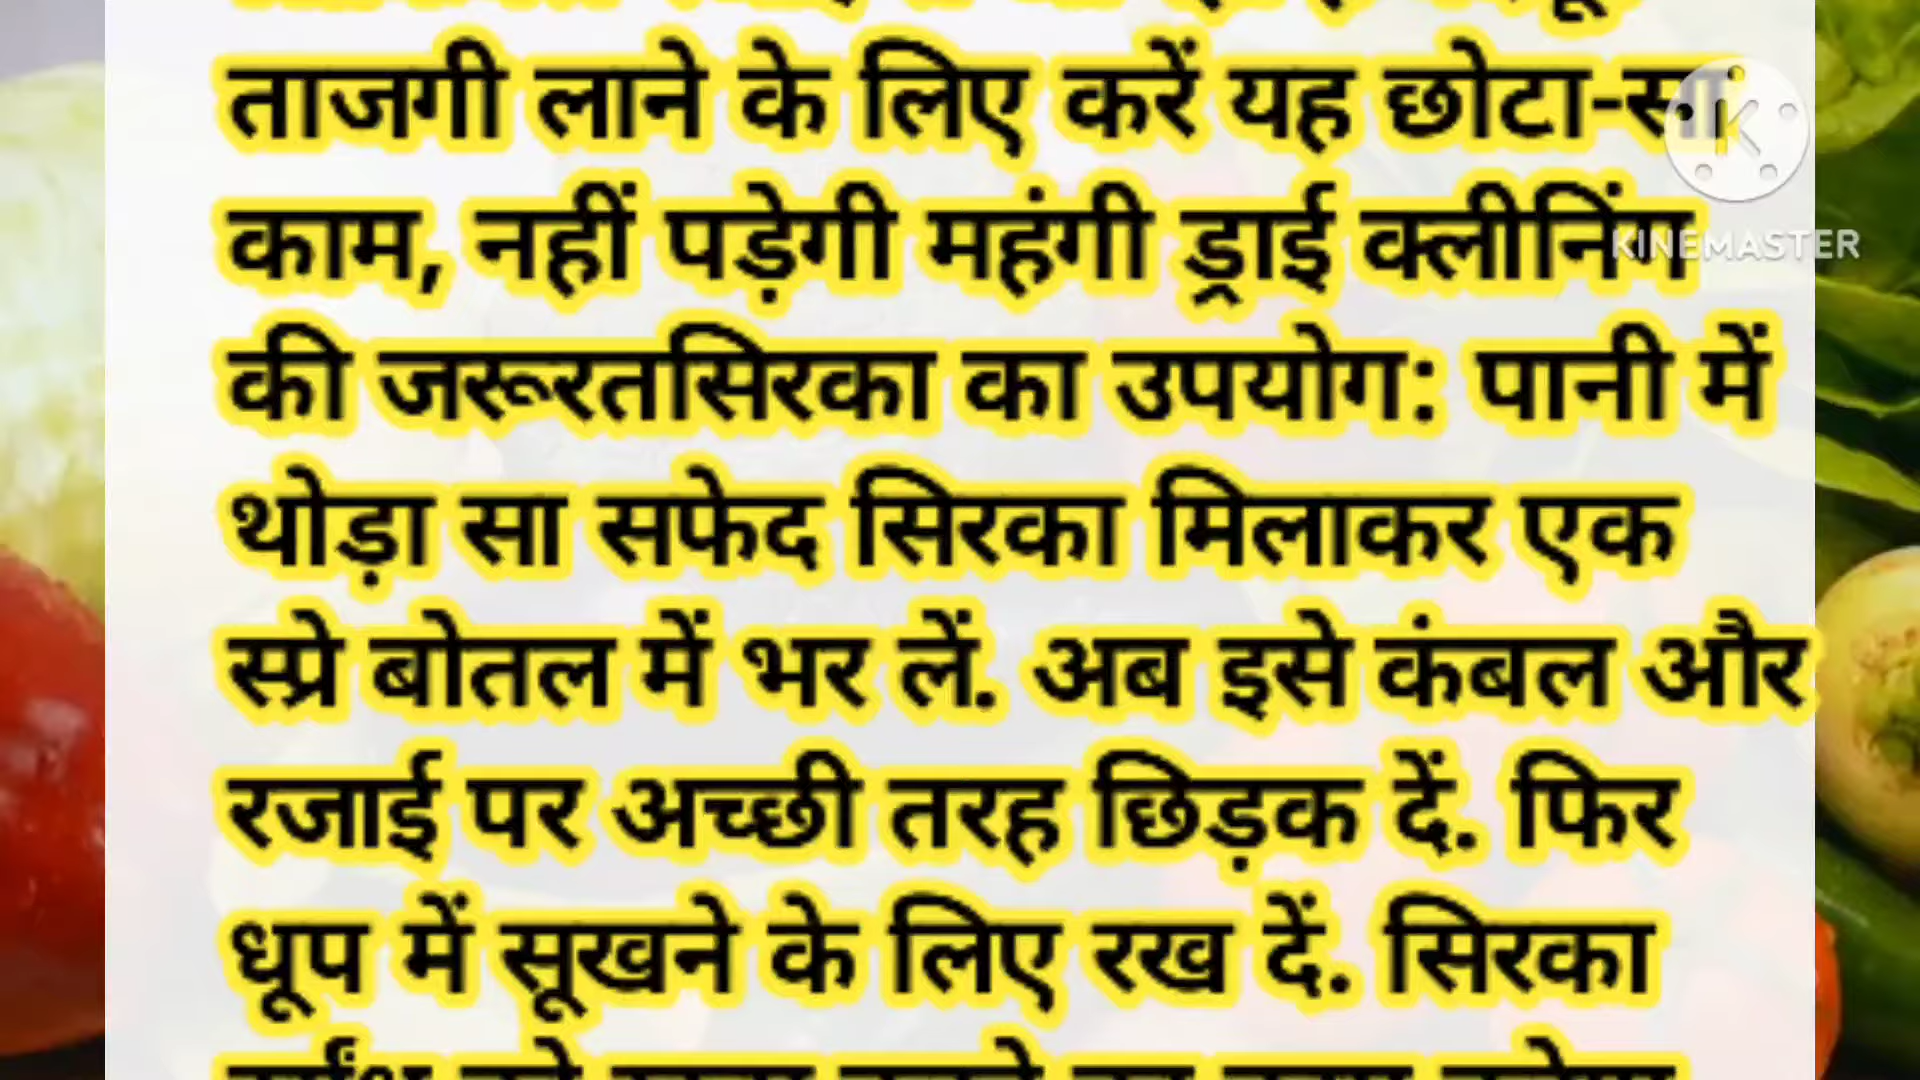 ताजगी लाने के लिए करें यह छोटा-सा
काम, नहीं पड़ेगी महंगी ड्राई क्लीनिंग
की जरूरतसिरका का उपयोग: पानी में
थोड़ा सा सफेद सिरका मिलाकर एक
स्प्रे बोतल में भर लें. अब इसे कंबल और
रजाई पर अच्छी तरह छिड़क दें. फिर
धूप में सूखने के लिए रख दें. सिरका
KINEMASTER